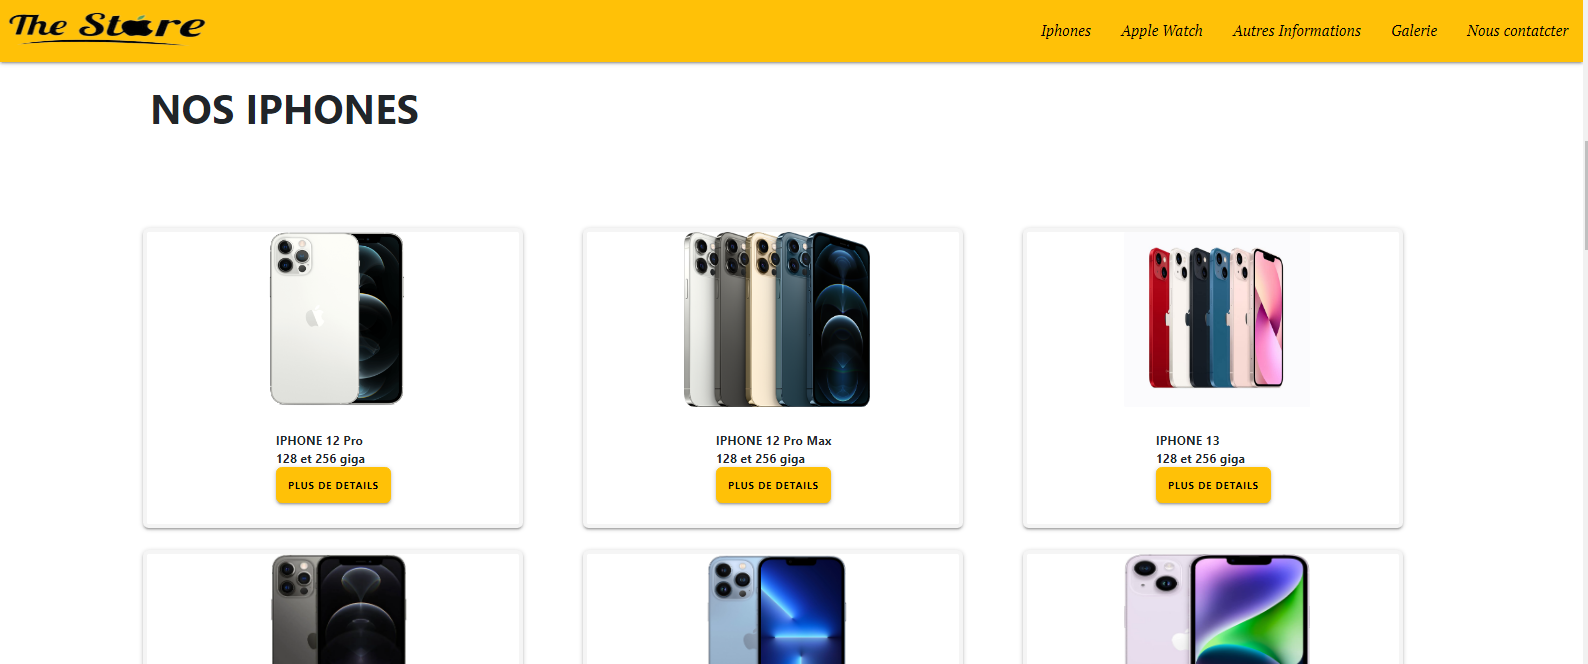 The Store
Iphones Apple Watch Autres Informations Galerie Nous contatcter
NOS IPHONES
IPHONE 12 Pro
128 et 256 giga
PLUS DE DETAILS
IPHONE 12 Pro Max
128 et 256 giga
PLUS DE DETAILS
IPHONE 13
128 et 256 giga
PLUS DE DETAILS